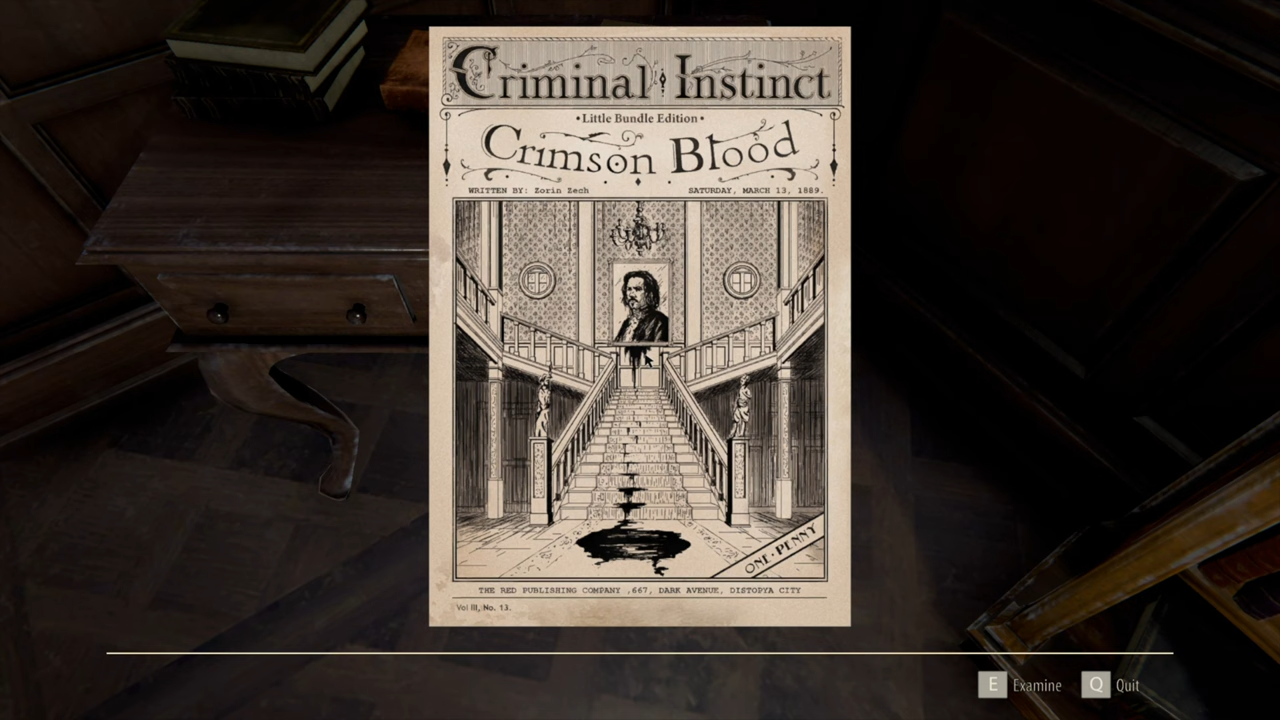 Criminal Instinct
•Little Bundle Edition•
Crimson Blood
WRITTEN BY: Zorin Zech
SATURDAY, MARCH 13, 1889.
ONE·PENNY
THE RED PUBLISHING COMPANY ,667, DARK AVENUE, DISTOPYA CITY
Vol III, No. 13.
E Examine
Q Quit